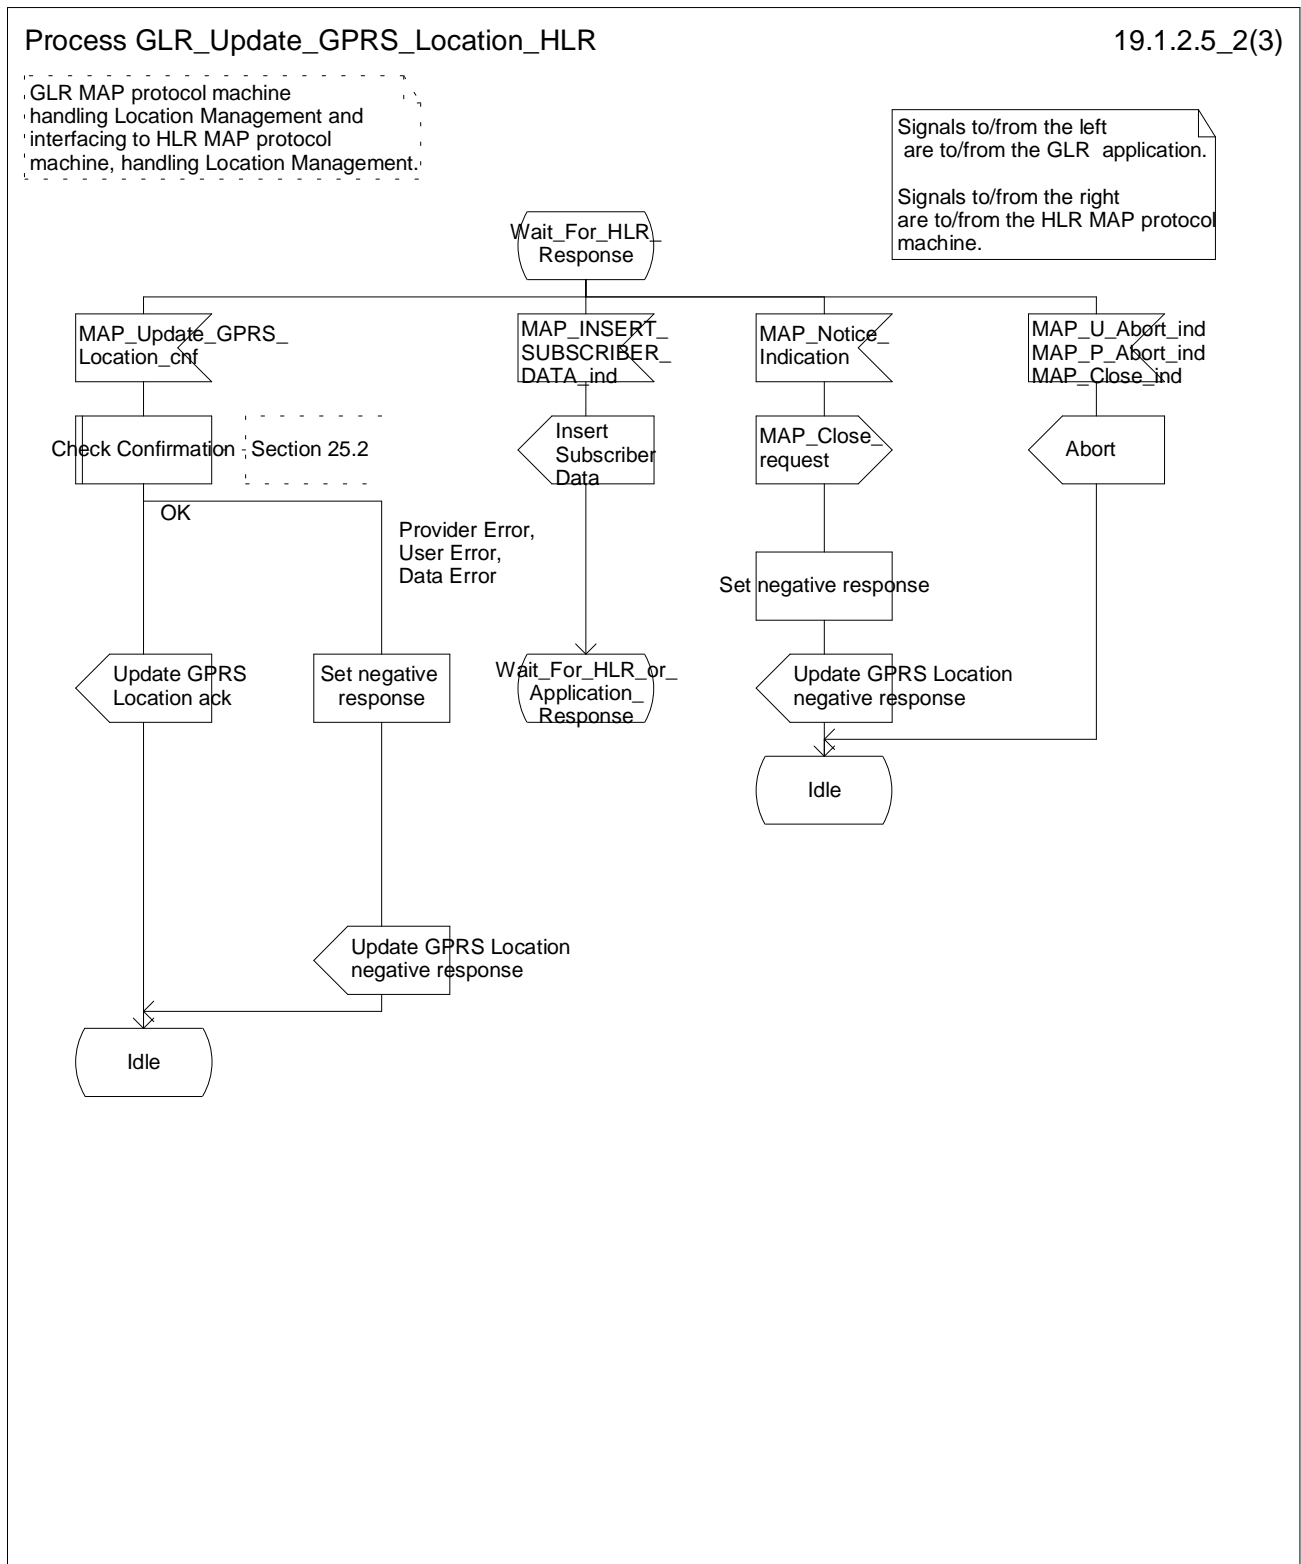 Process GLR_Update_GPRS_Location_HLR
19.1.2.5_2(3)
GLR MAP protocol machine
handling Location Management and
interfacing to HLR MAP protocol
machine, handling Location Management.
Signals to/from the left
are to/from the GLR application.
Signals to/from the right
are to/from the HLR MAP protocol
machine.
Wait_For_HLR_
Response
MAP_Update_GPRS_
Location_cnf
MAP_INSERT_
SUBSCRIBER_
DATA_ind
MAP_Notice_
Indication
MAP_U_Abort_ind
MAP_P_Abort_ind
MAP_Close_ind
Check Confirmation
Section 25.2
Insert
Subscriber
Data
MAP_Close_
request
Abort
OK
Provider Error,
User Error,
Data Error
Set negative response
Update GPRS
Location ack
Set negative
response
Wait_For_HLR_or_
Application_
Response
Update GPRS Location
negative response
Idle
Update GPRS Location
negative response
Idle